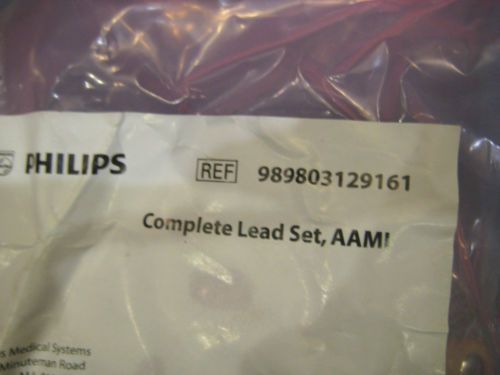 PHILIPS REF 989803129161
Complete Lead Set, AAMI
Medical Systems
Minuteman Road